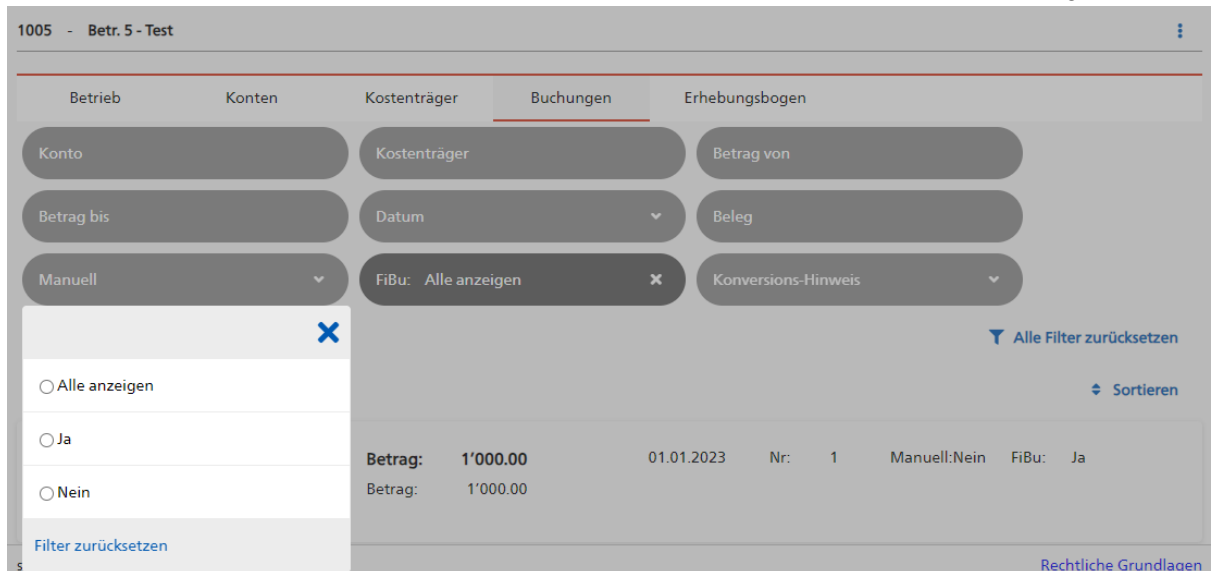 1005 - Betr. 5 - Test
Betrieb Konten Kostenträger Buchungen Erhebungsbogen
Konto Kostenträger Betrag von
Betrag bis Datum Beleg
Manuell FiBu: Alle anzeigen Konversions-Hinweis
Alle Filter zurücksetzen
Alle anzeigen
Sortieren
Ja
Betrag: 1'000.00 01.01.2023 Nr: 1 Manuell:Nein FiBu: Ja
Nein
Betrag: 1'000.00
Filter zurücksetzen
Rechtliche Grundlagen